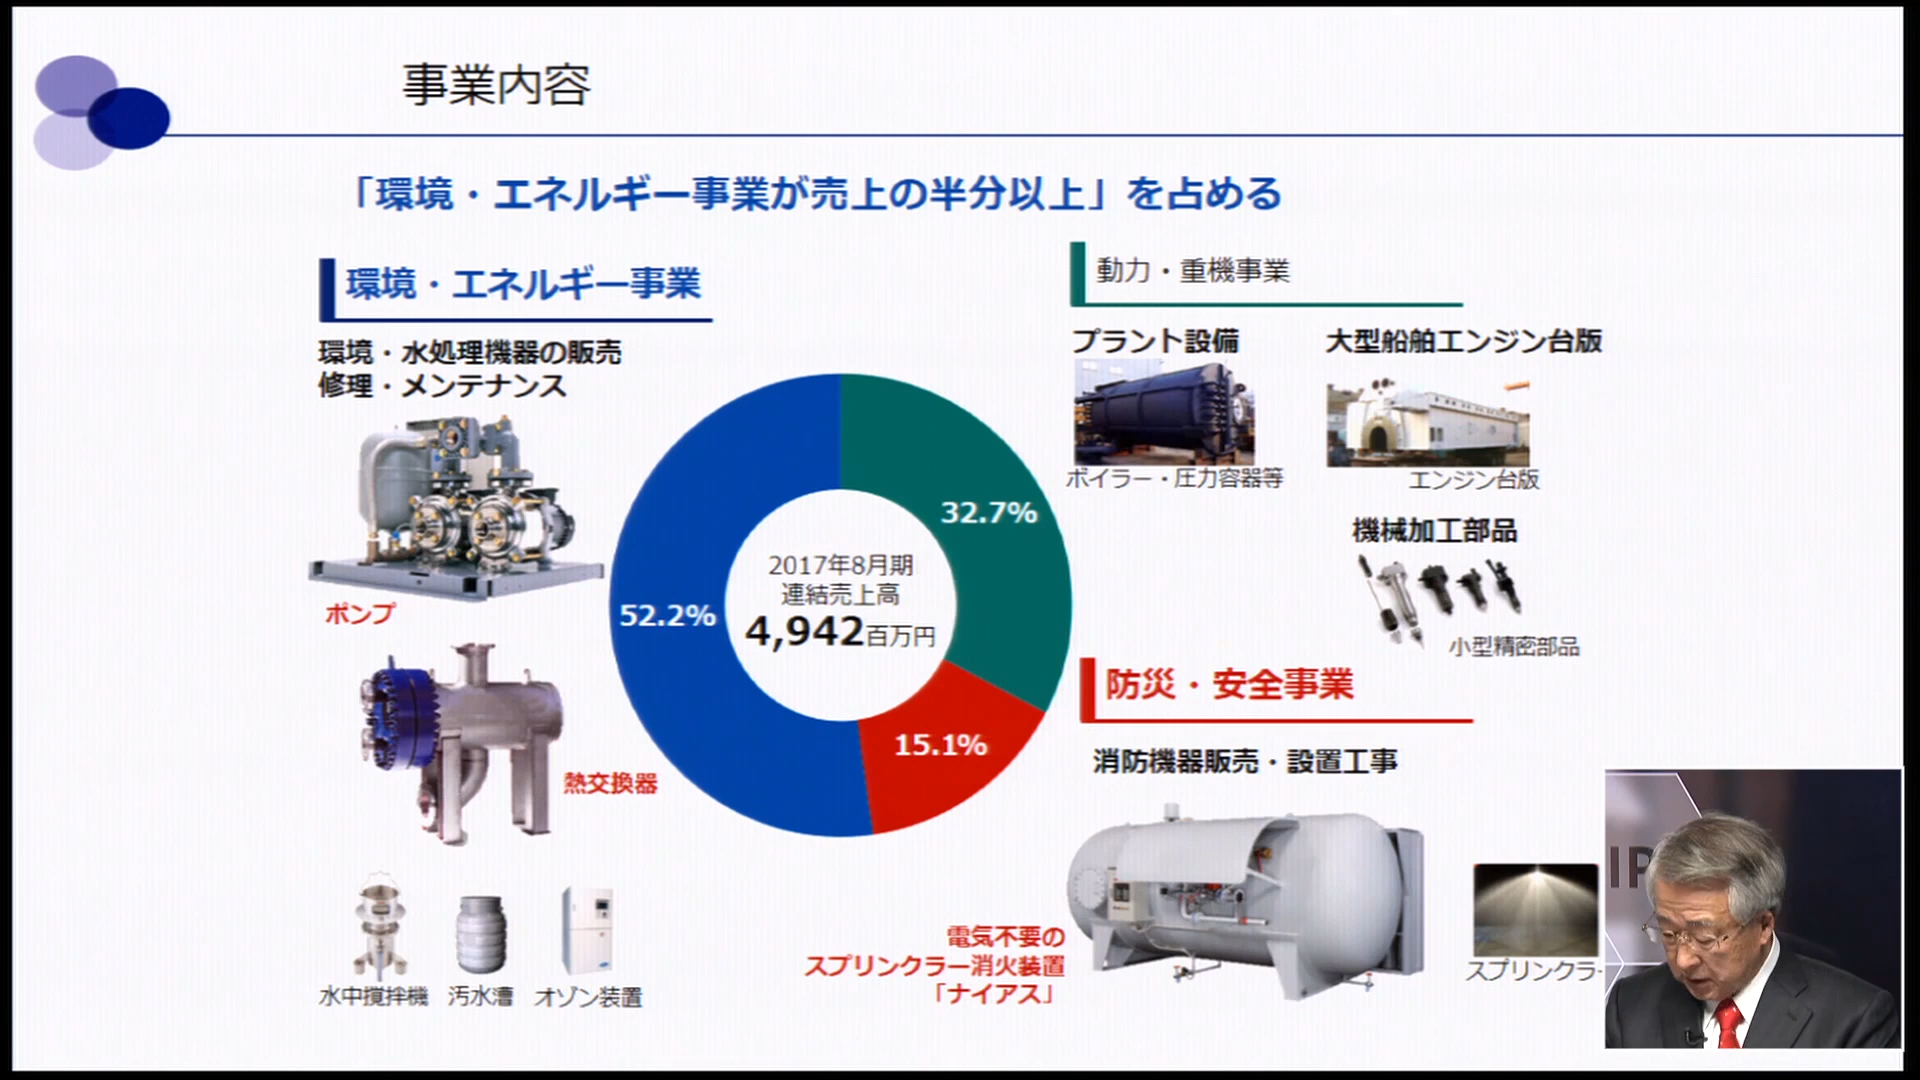 事業内容
「環境・エネルギー事業が売上の半分以上」を占める
環境・エネルギー事業
環境・水処理機器の販売
修理・メンテナンス
ポンプ
熱交換器
水中撹拌機
汚水漕
オゾン装置
52.2%
32.7%
15.1%
2017年8月期
連結売上高
4,942百万円
動力・重機事業
プラント設備
ボイラー・圧力容器等
大型船舶エンジン台版
エンジン台版
機械加工部品
小型精密部品
防災・安全事業
消防機器販売・設置工事
電気不要の
スプリンクラー消火装置
「ナイアス」
スプリンクラ